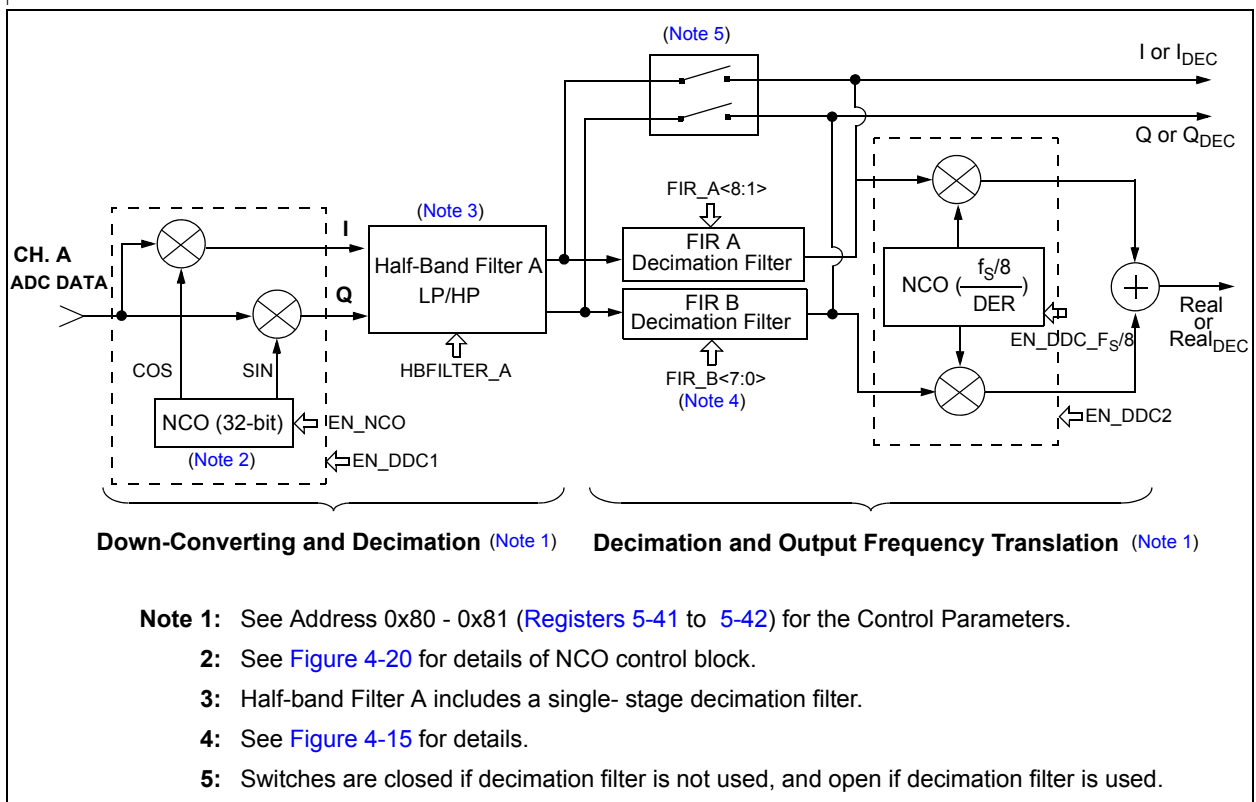 (Note 5)
I or IDEC
Q or QDEC
FIR_A<8:1>
(Note 3)
I
FIR A
Decimation Filter
CH. A
ADC DATA
Half-Band Filter A
LP/HP
NCO (fS/8
DER)
Q
FIR B
Decimation Filter
Real
or
RealDEC
EN_DDC_FS/8
COS
SIN
HBFILTER_A
FIR_B<7:0>
(Note 4)
NCO (32-bit)
EN_NCO
EN_DDC2
(Note 2)
EN_DDC1
Down-Converting and Decimation (Note 1)
Decimation and Output Frequency Translation (Note 1)
Note 1: See Address 0x80 - 0x81 (Registers 5-41 to 5-42) for the Control Parameters.
2: See Figure 4-20 for details of NCO control block.
3: Half-band Filter A includes a single- stage decimation filter.
4: See Figure 4-15 for details.
5: Switches are closed if decimation filter is not used, and open if decimation filter is used.